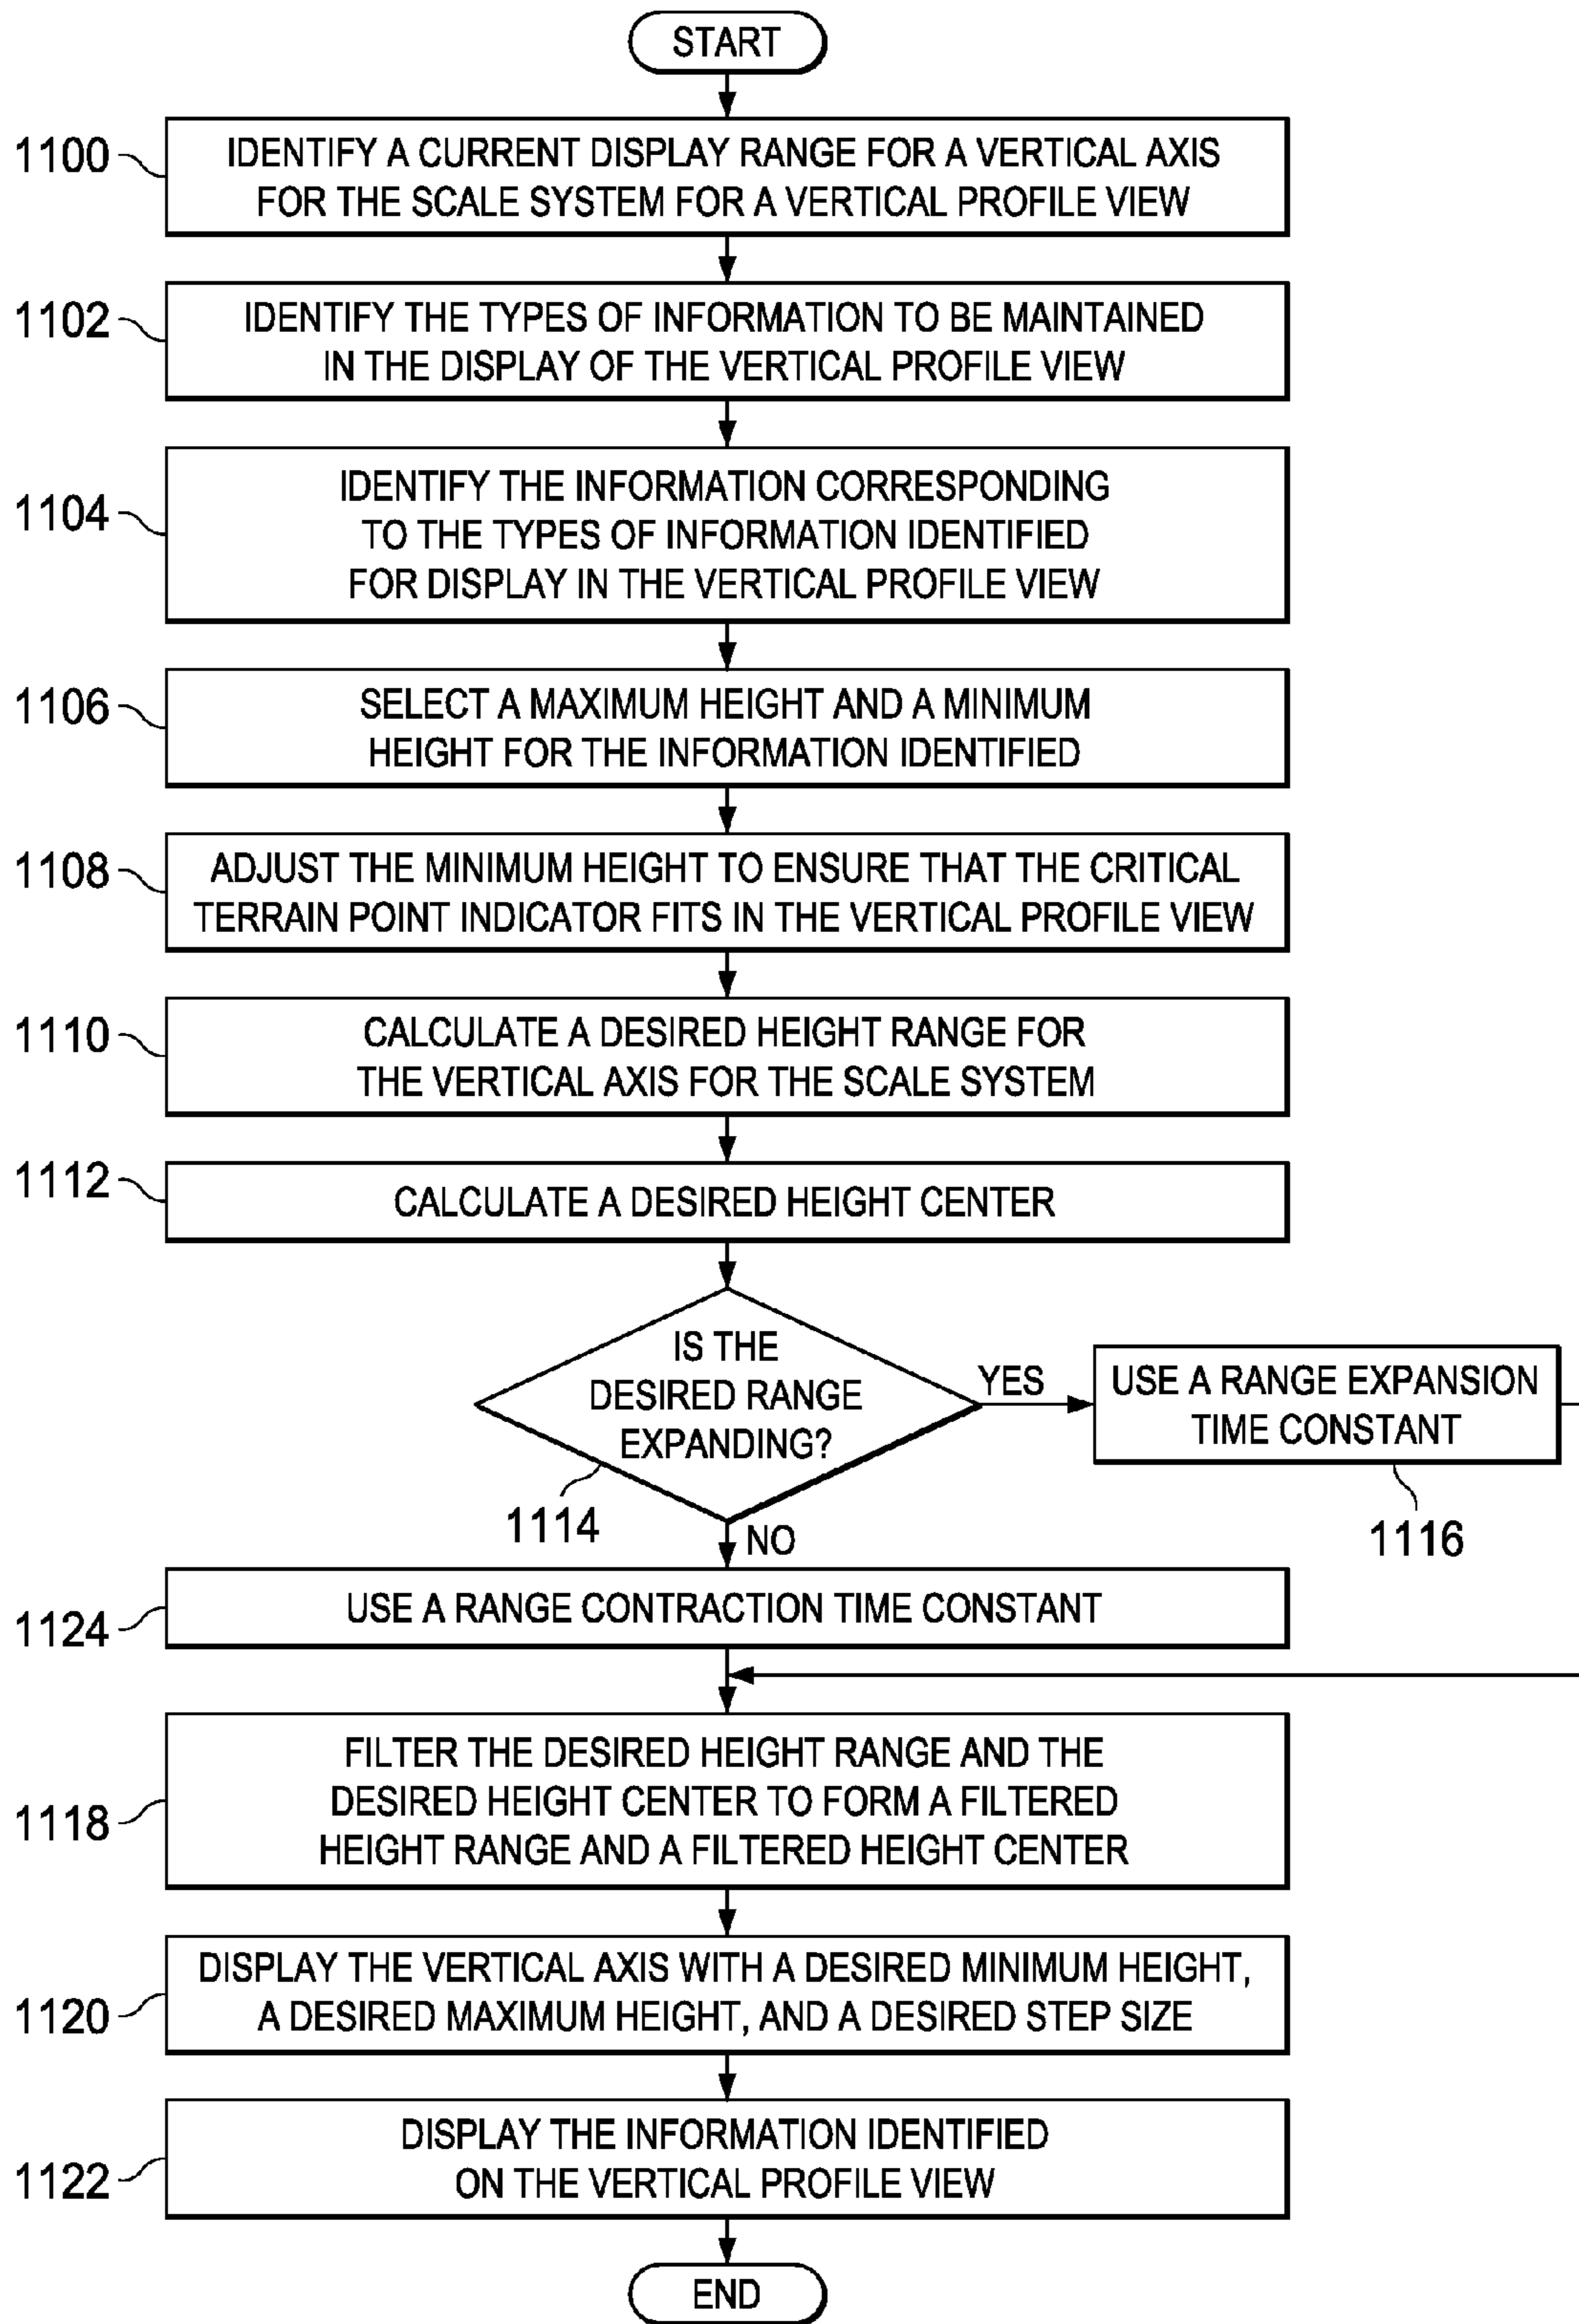 START
1100
IDENTIFY A CURRENT DISPLAY RANGE FOR A VERTICAL AXIS
FOR THE SCALE SYSTEM FOR A VERTICAL PROFILE VIEW
1102
IDENTIFY THE TYPES OF INFORMATION TO BE MAINTAINED
IN THE DISPLAY OF THE VERTICAL PROFILE VIEW
1104
IDENTIFY THE INFORMATION CORRESPONDING
TO THE TYPES OF INFORMATION IDENTIFIED
FOR DISPLAY IN THE VERTICAL PROFILE VIEW
1106
SELECT A MAXIMUM HEIGHT AND A MINIMUM
HEIGHT FOR THE INFORMATION IDENTIFIED
1108
ADJUST THE MINIMUM HEIGHT TO ENSURE THAT THE CRITICAL
TERRAIN POINT INDICATOR FITS IN THE VERTICAL PROFILE VIEW
1110
CALCULATE A DESIRED HEIGHT RANGE FOR
THE VERTICAL AXIS FOR THE SCALE SYSTEM
1112
CALCULATE A DESIRED HEIGHT CENTER
IS THE
DESIRED RANGE
EXPANDING?
1114
YES
USE A RANGE EXPANSION
TIME CONSTANT
1116
NO
1124
USE A RANGE CONTRACTION TIME CONSTANT
1118
FILTER THE DESIRED HEIGHT RANGE AND THE
DESIRED HEIGHT CENTER TO FORM A FILTERED
HEIGHT RANGE AND A FILTERED HEIGHT CENTER
1120
DISPLAY THE VERTICAL AXIS WITH A DESIRED MINIMUM HEIGHT,
A DESIRED MAXIMUM HEIGHT, AND A DESIRED STEP SIZE
1122
DISPLAY THE INFORMATION IDENTIFIED
ON THE VERTICAL PROFILE VIEW
END